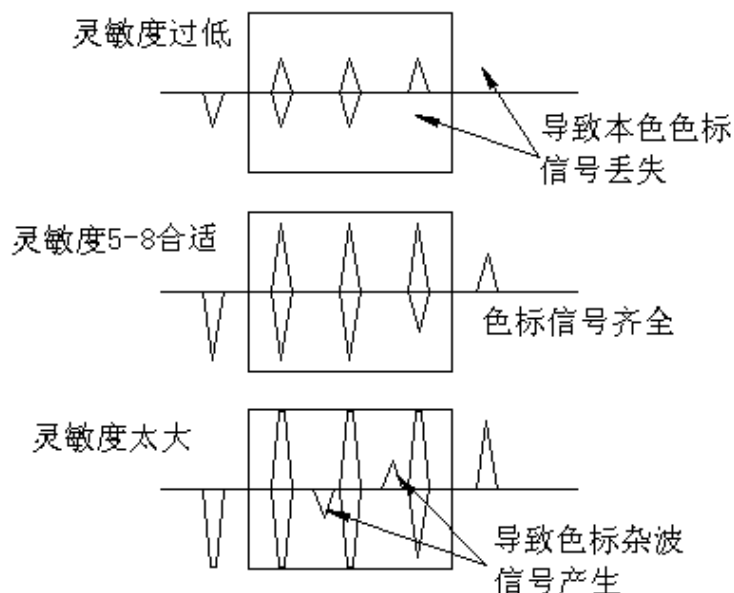 灵敏度过低
导致本色色标
信号丢失
灵敏度5-8合适
色标信号齐全
灵敏度太大
导致色标杂波
信号产生